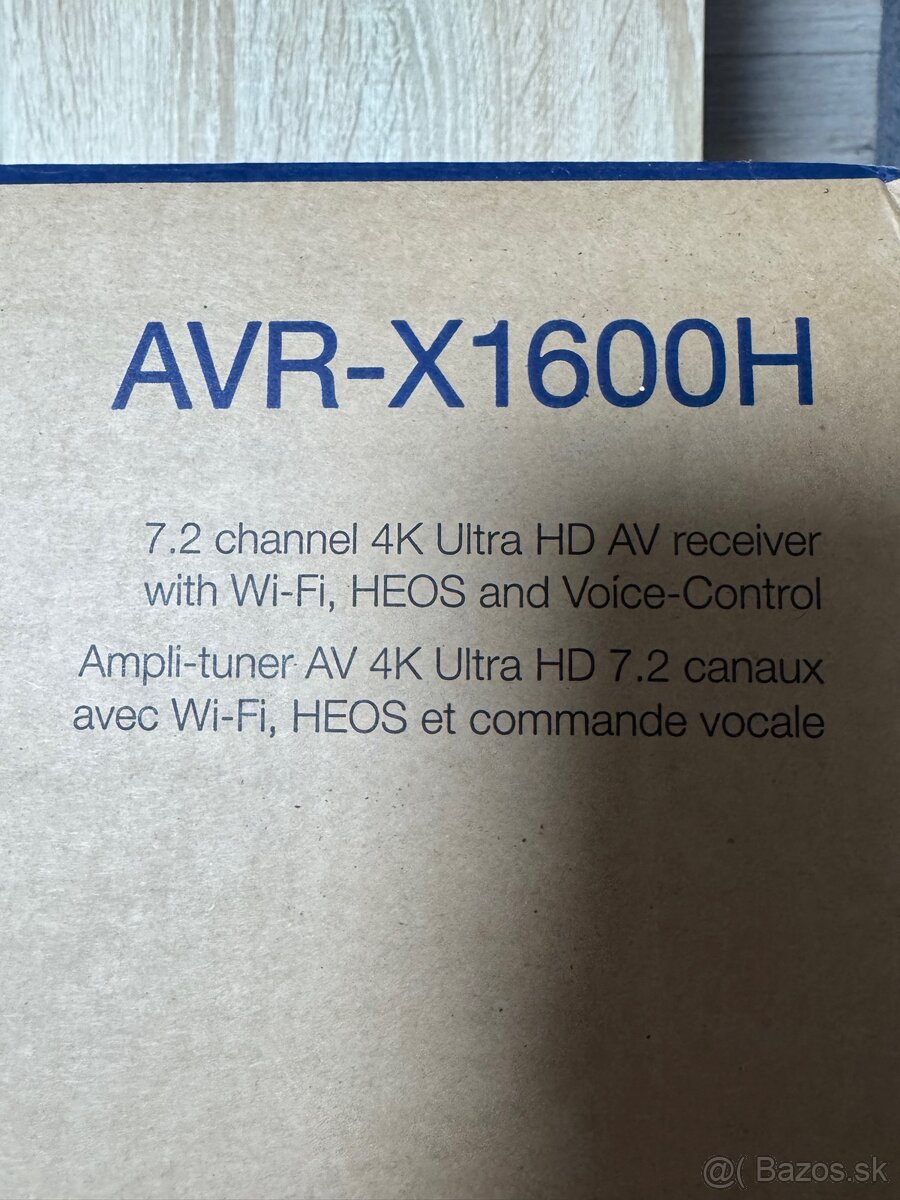 AVR-X1600H
7.2 channel 4K Ultra HD AV receiver
with Wi-Fi, HEOS and Voice-Control
Ampli-tuner AV 4K Ultra HD 7.2 canaux
avec Wi-Fi, HEOS et commande vocale
@( Bazos.sk